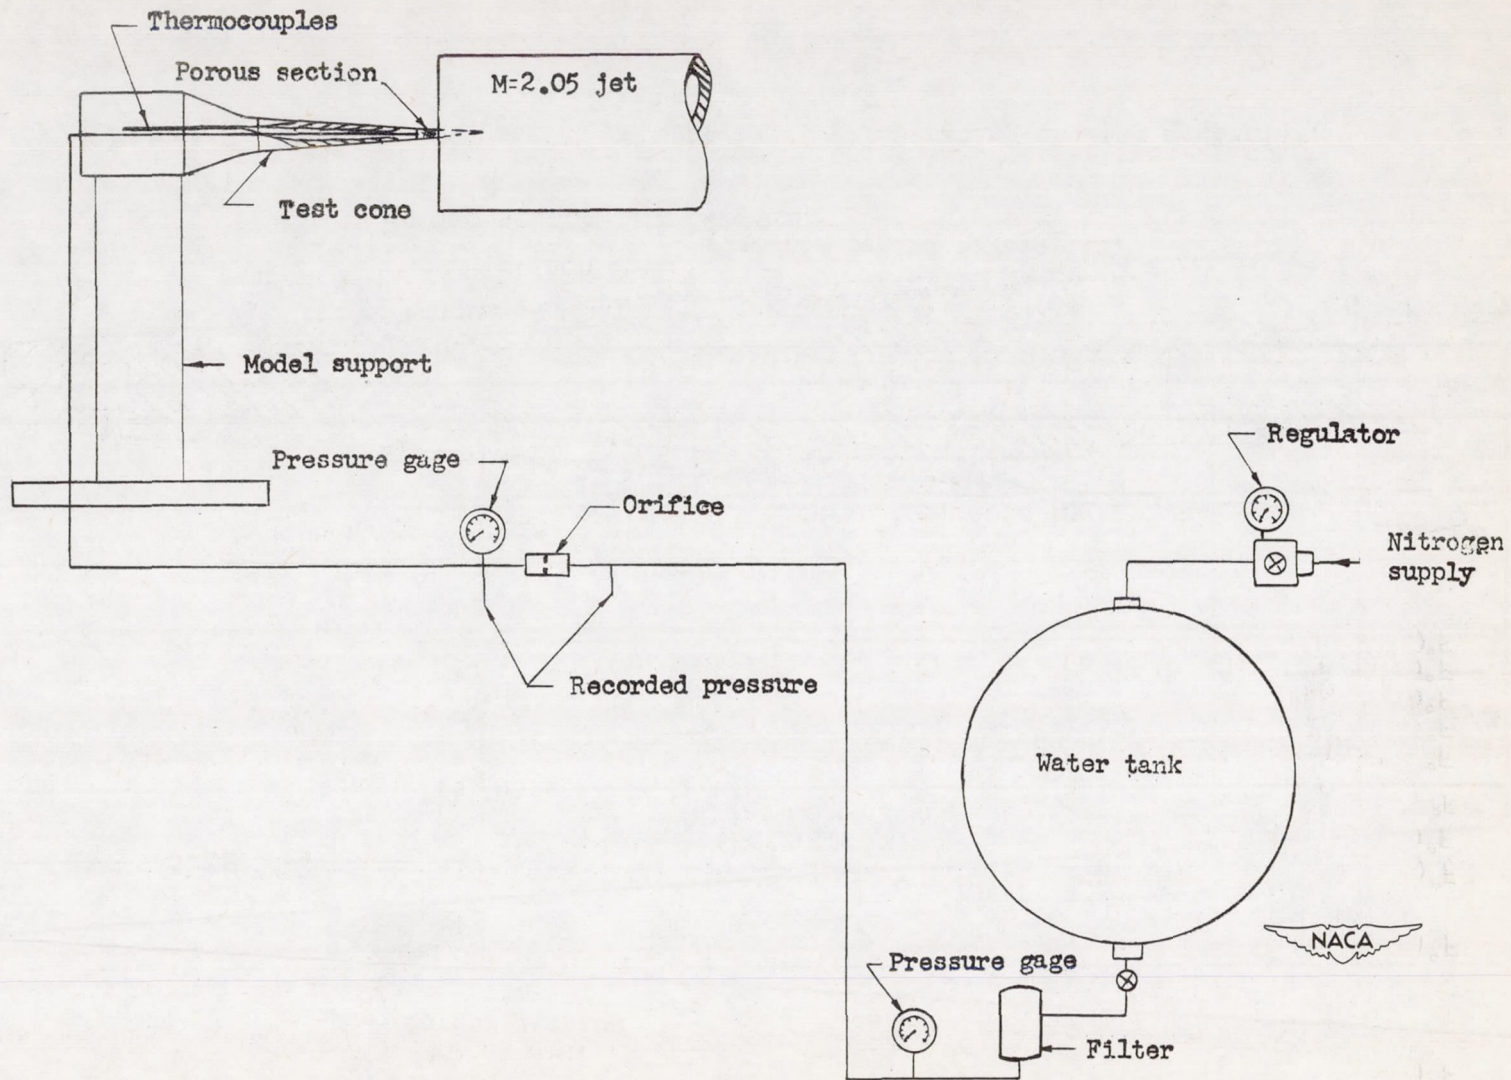 Thermocouples
Porous section
M=2.05 jet
Test cone
Model support
Pressure gage
Orifice
Recorded pressure
Regulator
Nitrogen
supply
Water tank
NACA
Pressure gage
Filter